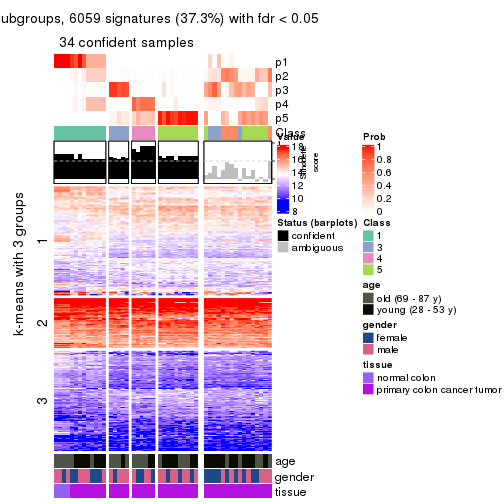 subgroups, 6059 signatures (37.3%) with fdr < 0.05
34 confident samples
p1
p2
p3
p4
p5
Class
1
2
3
k-means with 3 groups
age
gender
tissue
Value
18
16
14
12
10
8
score
Status (barplots)
confident
ambiguous
Prob
1
0.8
0.6
0.4
0.2
0
Class
1
3
4
5
age
old (69 - 87 y)
young (28 - 53 y)
gender
female
male
tissue
normal colon
primary colon cancer tumor